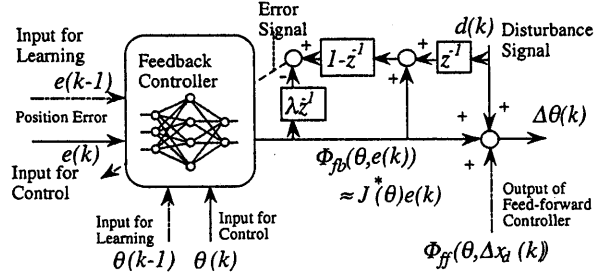 Input for
Learning
e(k-1)
Position Error
e(k)
Input for
Control
Feedback
Controller
Error
Signal
+
-
1-z⁻¹
+
+
z⁻¹
d(k)
Disturbance
Signal
λz⁻¹
Φfb(θ,e(k))
≈ J*(θ)e(k)
+
+
+
Δθ(k)
Output of
Feed-forward
Controller
Φff(θ,Δxd(k))
Input for
Learning
θ(k-1)
Input for
Control
θ(k)